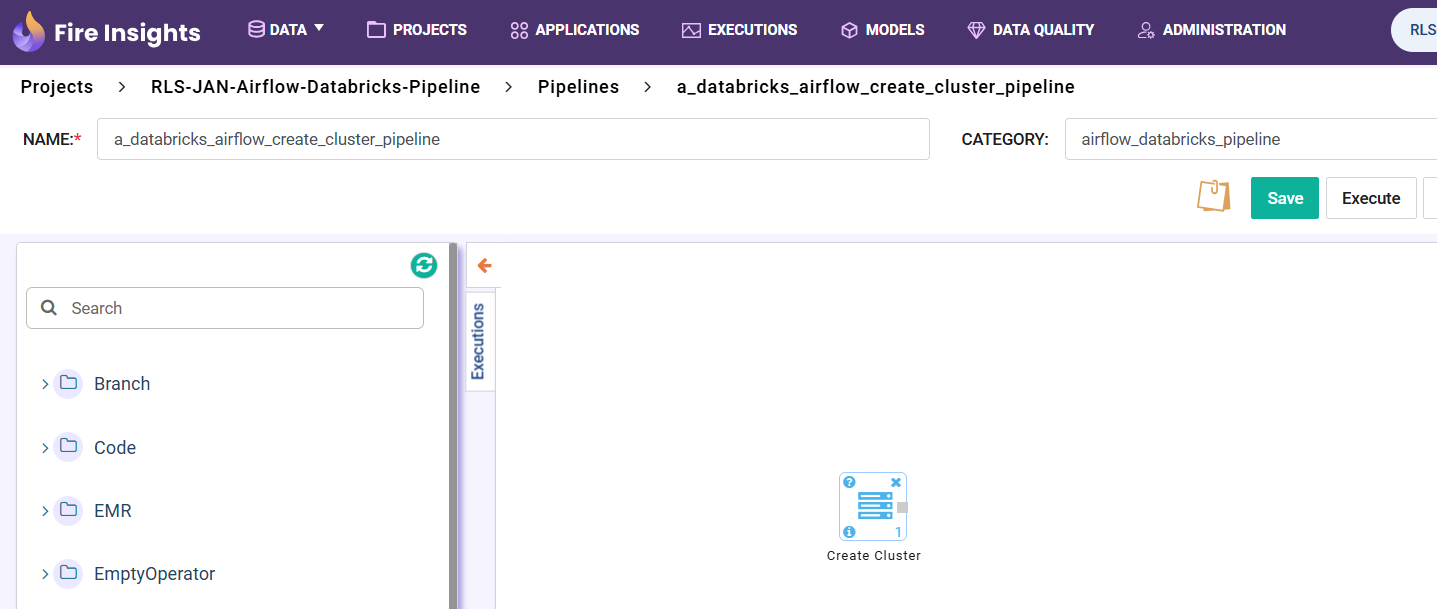 Fire Insights DATA PROJECTS APPLICATIONS EXECUTIONS MODELS DATA QUALITY ADMINISTRATION RLS
Projects > RLS-JAN-Airflow-Databricks-Pipeline > Pipelines > a_databricks_airflow_create_cluster_pipeline
NAME:* a_databricks_airflow_create_cluster_pipeline CATEGORY: airflow_databricks_pipeline
Save Execute
Search
Executions
Branch
Code
EMR
EmptyOperator
1
Create Cluster